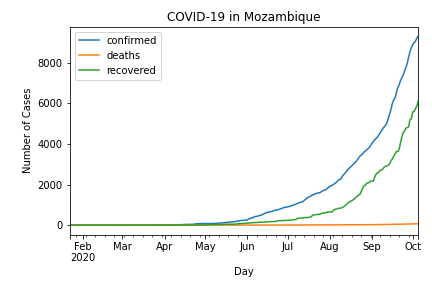 COVID-19 in Mozambique
confirmed
deaths
recovered
Number of Cases
8000
6000
4000
2000
0
Feb Mar Apr May Jun Jul Aug Sep Oct
2020
Day